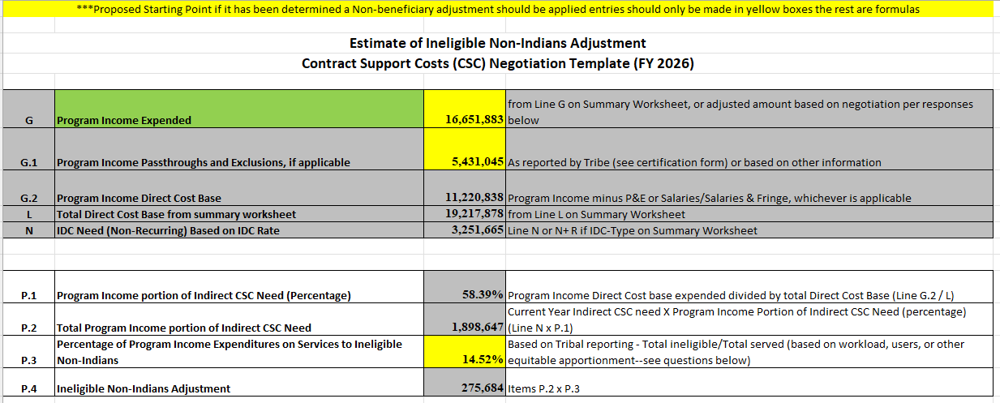 ***Proposed Starting Point if it has been determined a Non-beneficiary adjustment should be applied entries should only be made in yellow boxes the rest are formulas
Estimate of Ineligible Non-Indians Adjustment
Contract Support Costs (CSC) Negotiation Template (FY 2026)
from Line G on Summary Worksheet, or adjusted amount based on negotiation per responses
G Program Income Expended 16,651,883 below
G.1 Program Income Passthroughs and Exclusions, if applicable 5,431,045 As reported by Tribe (see certification form) or based on other information
G.2 Program Income Direct Cost Base 11,220,838 Program Income minus P&E or Salaries/Salaries & Fringe, whichever is applicable
L Total Direct Cost Base from summary worksheet 19,217,878 from Line L on Summary Worksheet
N IDC Need (Non-Recurring) Based on IDC Rate 3,251,665 Line N or N+ R if IDC-Type on Summary Worksheet
P.1 Program Income portion of Indirect CSC Need (Percentage) 58.39% Program Income Direct Cost base expended divided by total Direct Cost Base (Line G.2 / L)
Current Year Indirect CSC need X Program Income Portion of Indirect CSC Need (percentage)
P.2 Total Program Income portion of Indirect CSC Need 1,898,647 (Line N x P.1)
Percentage of Program Income Expenditures on Services to Ineligible Based on Tribal reporting - Total ineligible/Total served (based on workload, users, or other
P.3 Non-Indians 14.52% equitable apportionment--see questions below)
P.4 Ineligible Non-Indians Adjustment 275,684 Items P.2 x P.3